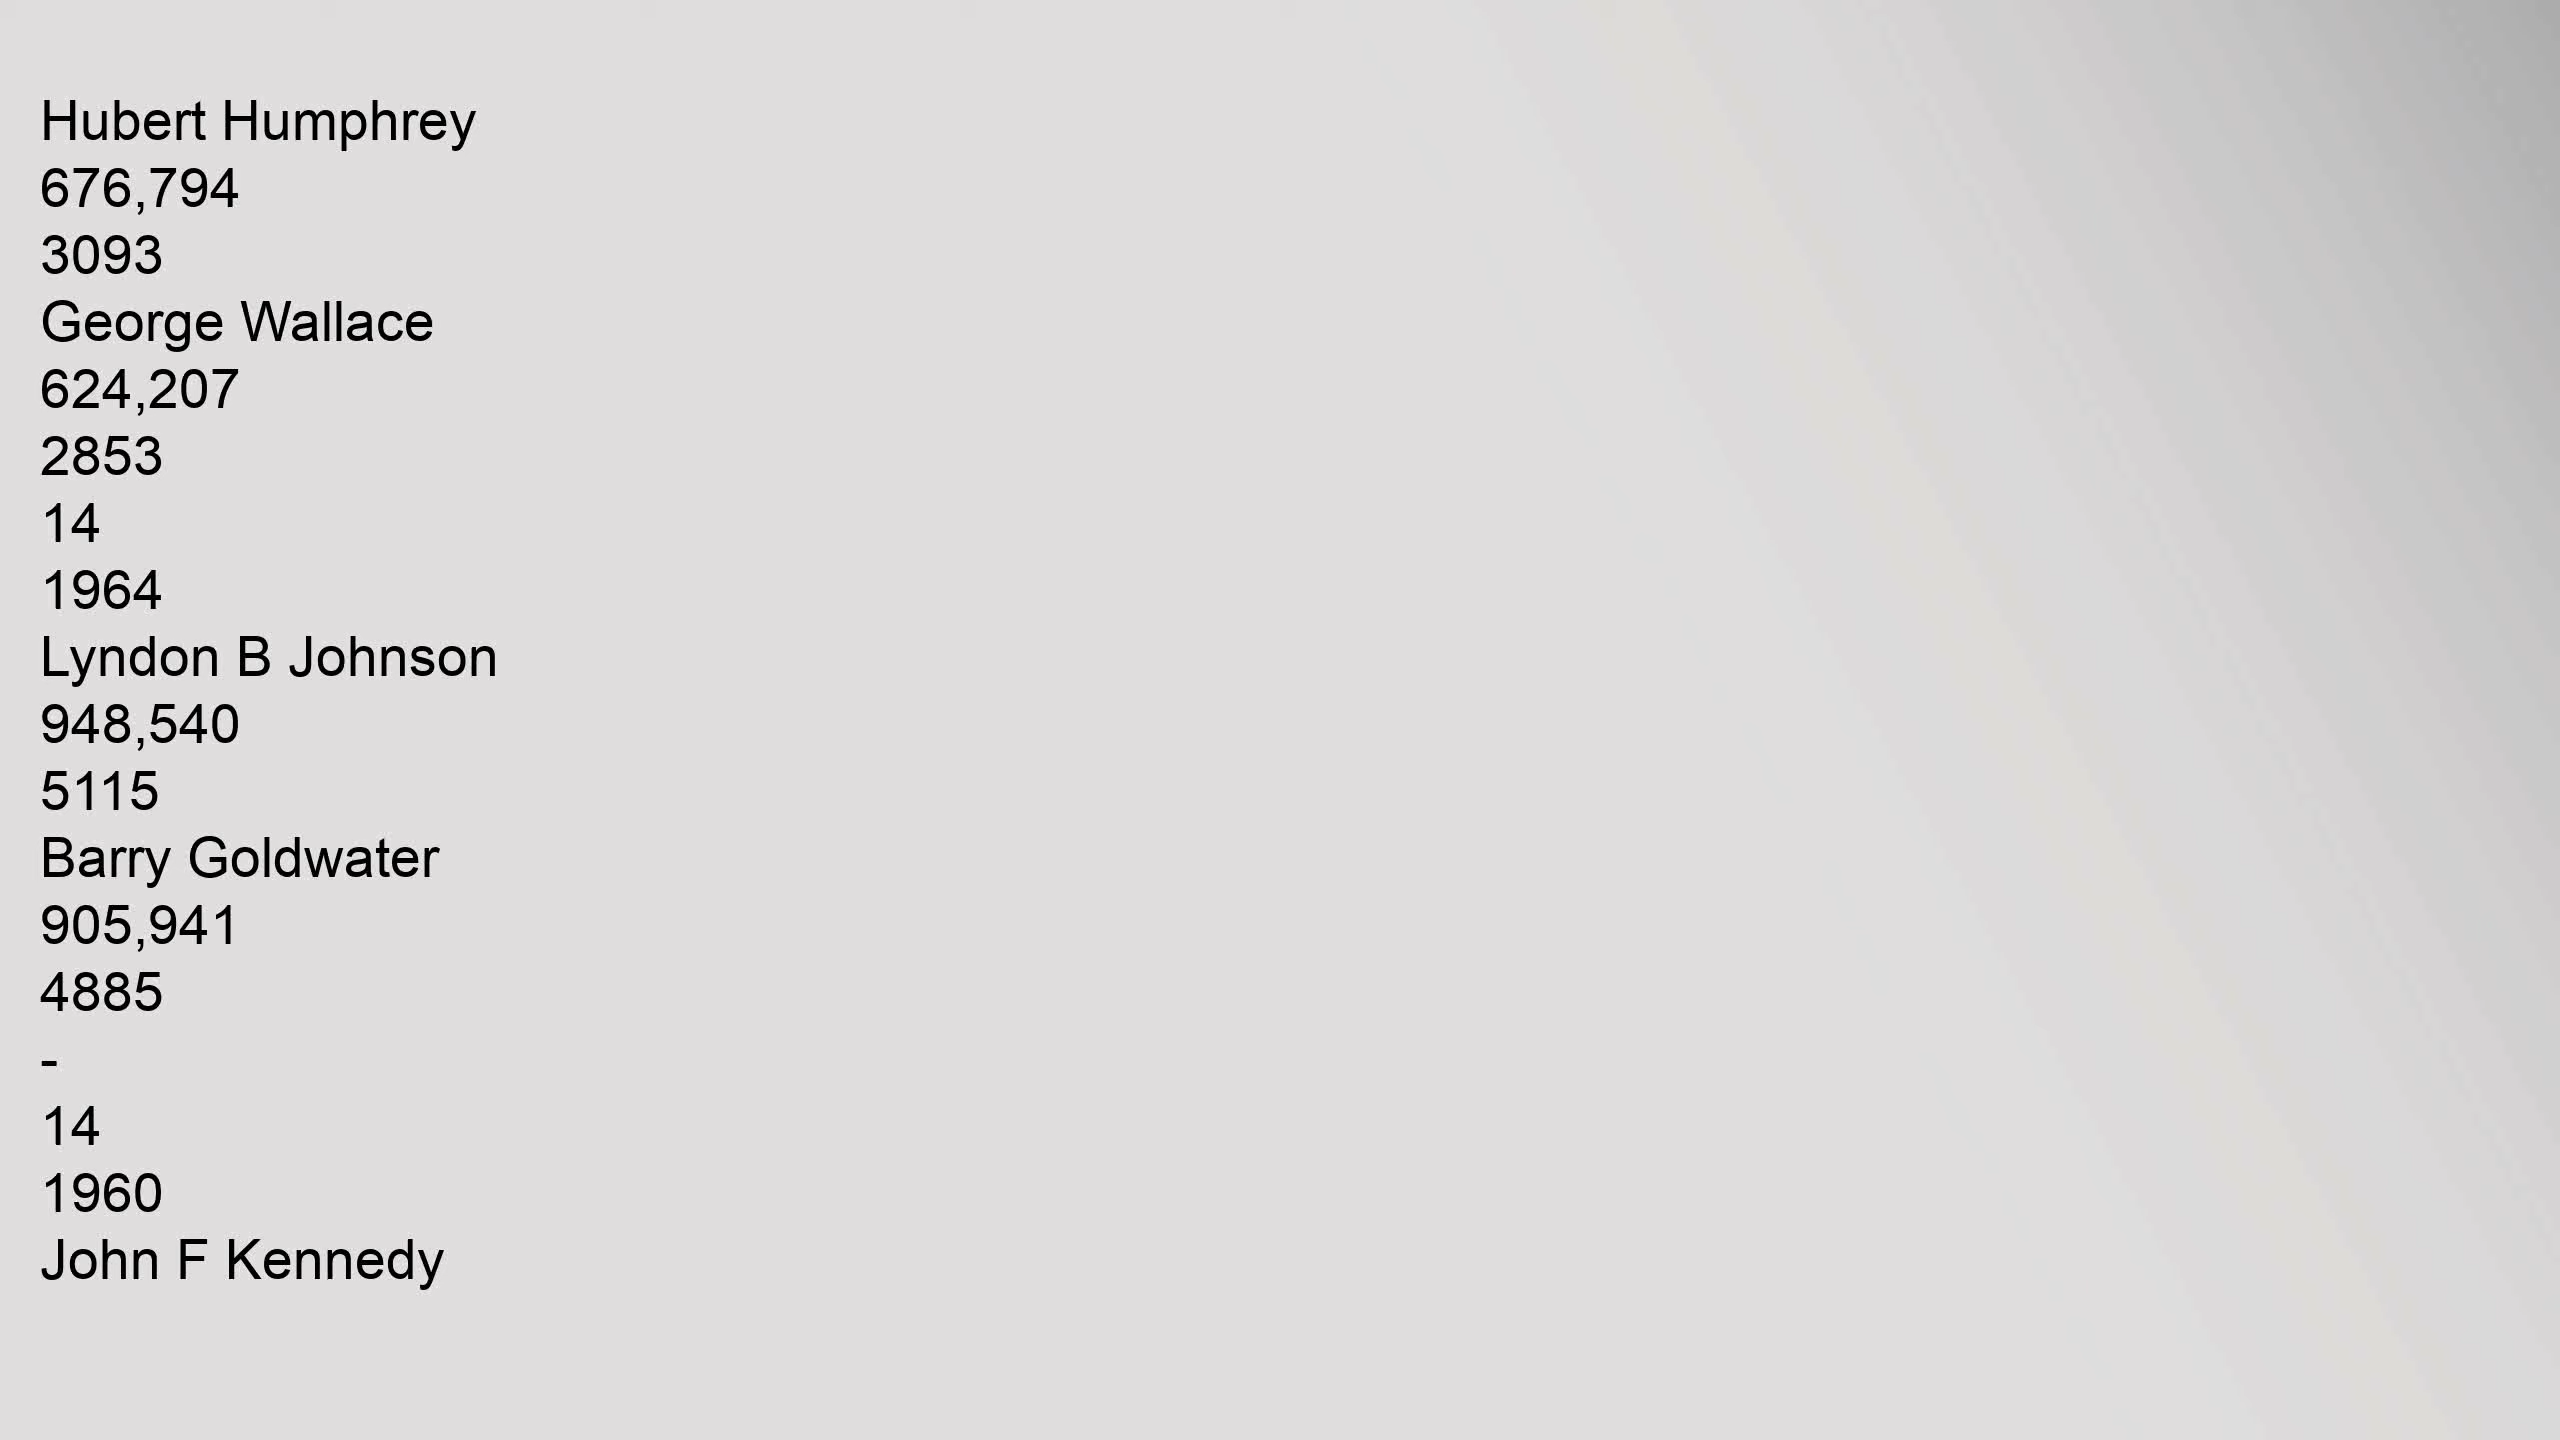 Hubert Humphrey
676,794
3093
George Wallace
624,207
2853
14
1964
Lyndon B Johnson
948,540
5115
Barry Goldwater
905,941
4885
-
14
1960
John F Kennedy